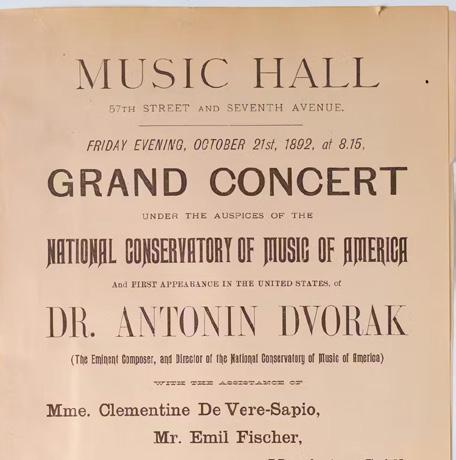 MUSIC HALL
57TH STREET AND SEVENTH AVENUE.
FRIDAY EVENING, OCTOBER 21st, 1892, at 8.15,
GRAND CONCERT
UNDER THE AUSPICES OF THE
NATIONAL CONSERVATORY OF MUSIC OF AMERICA
And FIRST APPEARANCE IN THE UNITED STATES, of
DR. ANTONIN DVORAK
(The Eminent Composer, and Director of the National Conservatory of Music of America)
WITH THE ASSISTANCE OF
Mme. Clementine De Vere-Sapio,
Mr. Emil Fischer,